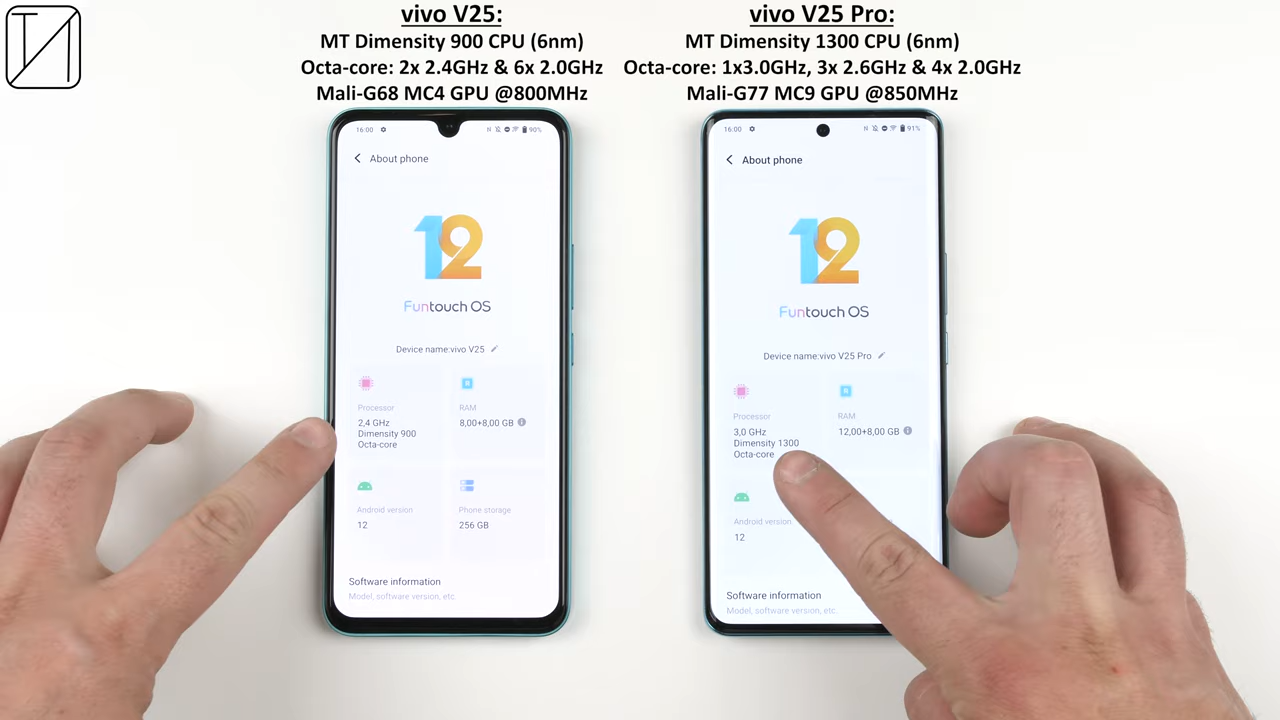 vivo V25:
MT Dimensity 900 CPU (6nm)
Octa-core: 2x 2.4GHz & 6x 2.0GHz
Mali-G68 MC4 GPU @800MHz
vivo V25 Pro:
MT Dimensity 1300 CPU (6nm)
Octa-core: 1x3.0GHz, 3x 2.6GHz & 4x 2.0GHz
Mali-G77 MC9 GPU @850MHz
16:00
90%
About phone
12
Funtouch OS
Device name:vivo V25
Processor
2,4 GHz
Dimensity 900
Octa-core
RAM
8,00+8,00 GB
Android version
12
Phone storage
256 GB
Software information
Model, software version, etc.
16:00
91%
About phone
12
Funtouch OS
Device name:vivo V25 Pro
Processor
3,0 GHz
Dimensity 1300
Octa-core
RAM
12,00+8,00 GB
Android version
12
Software information
Model, software version, etc.